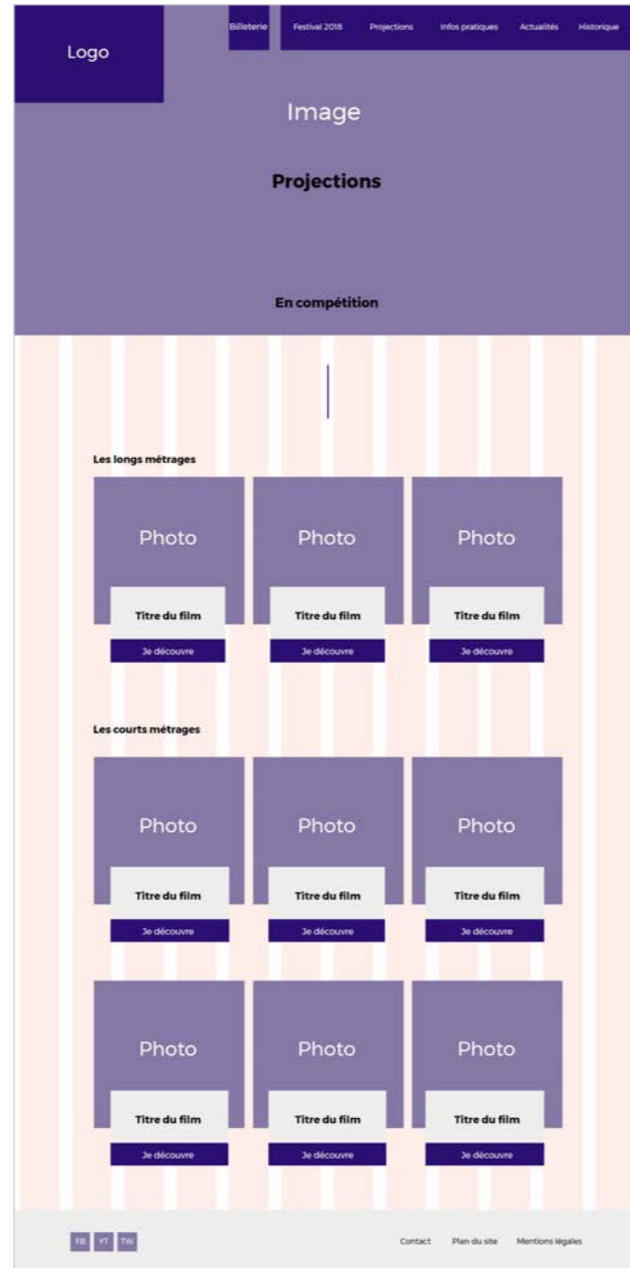 Logo
Billeterie Festival 2018 Projections Infos pratiques Actualités Historique
Image
Projections
En compétition
Les longs métrages
Photo Photo Photo
Titre du film Titre du film Titre du film
Je découvre Je découvre Je découvre
Les courts métrages
Photo Photo Photo
Titre du film Titre du film Titre du film
Je découvre Je découvre Je découvre
Photo Photo Photo
Titre du film Titre du film Titre du film
Je découvre Je découvre Je découvre
FB YT TW Contact Plan du site Mentions légales